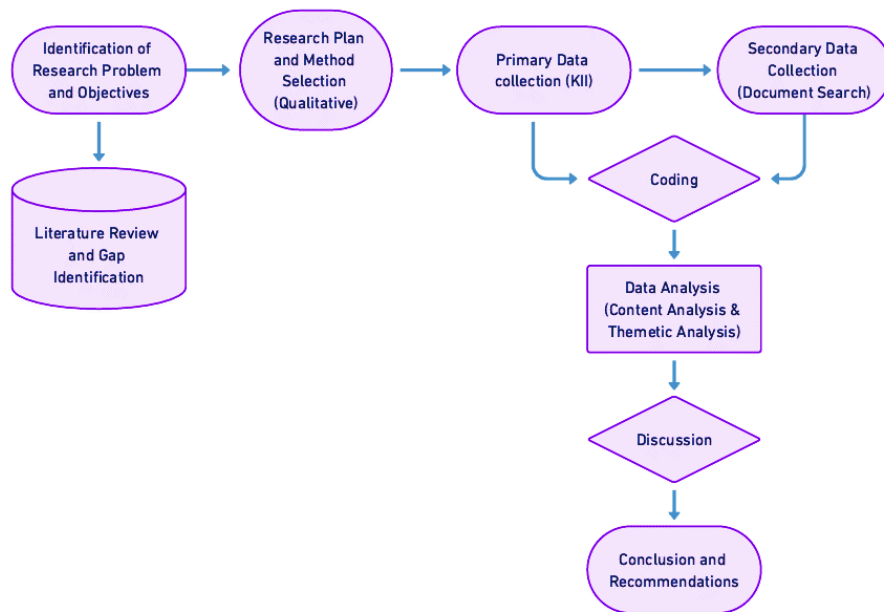 Identification of
Research Problem
and Objectives
Research Plan
and Method
Selection
(Qualitative)
Primary Data
collection (KII)
Secondary Data
Collection
(Document Search)
Literature Review
and Gap
Identification
Coding
Data Analysis
(Content Analysis &
Themetic Analysis)
Discussion
Conclusion and
Recommendations